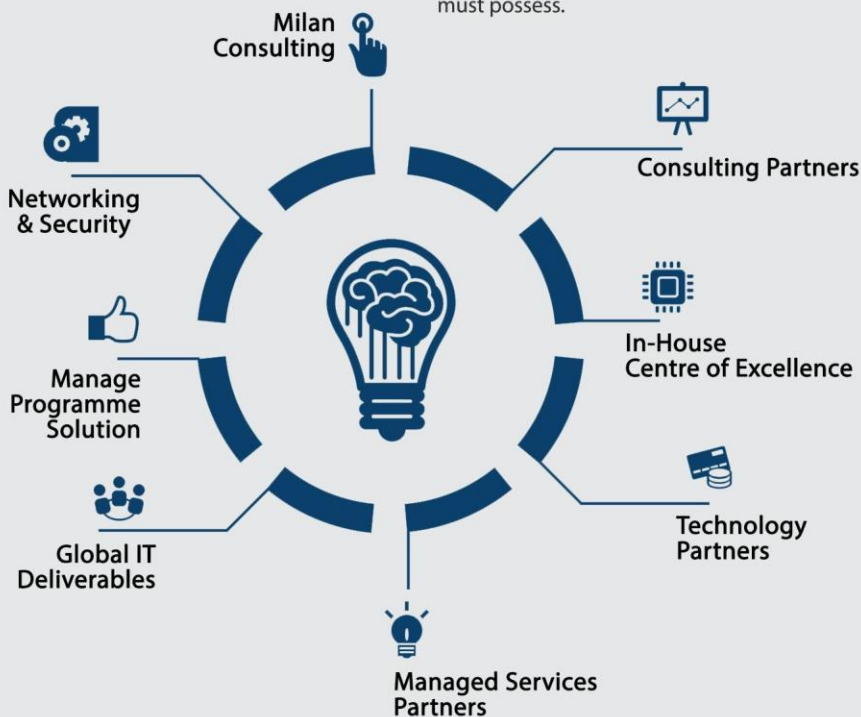 must possess.
Milan
Consulting
Consulting Partners
Networking
& Security
In-House
Centre of Excellence
Manage
Programme
Solution
Technology
Partners
Global IT
Deliverables
Managed Services
Partners